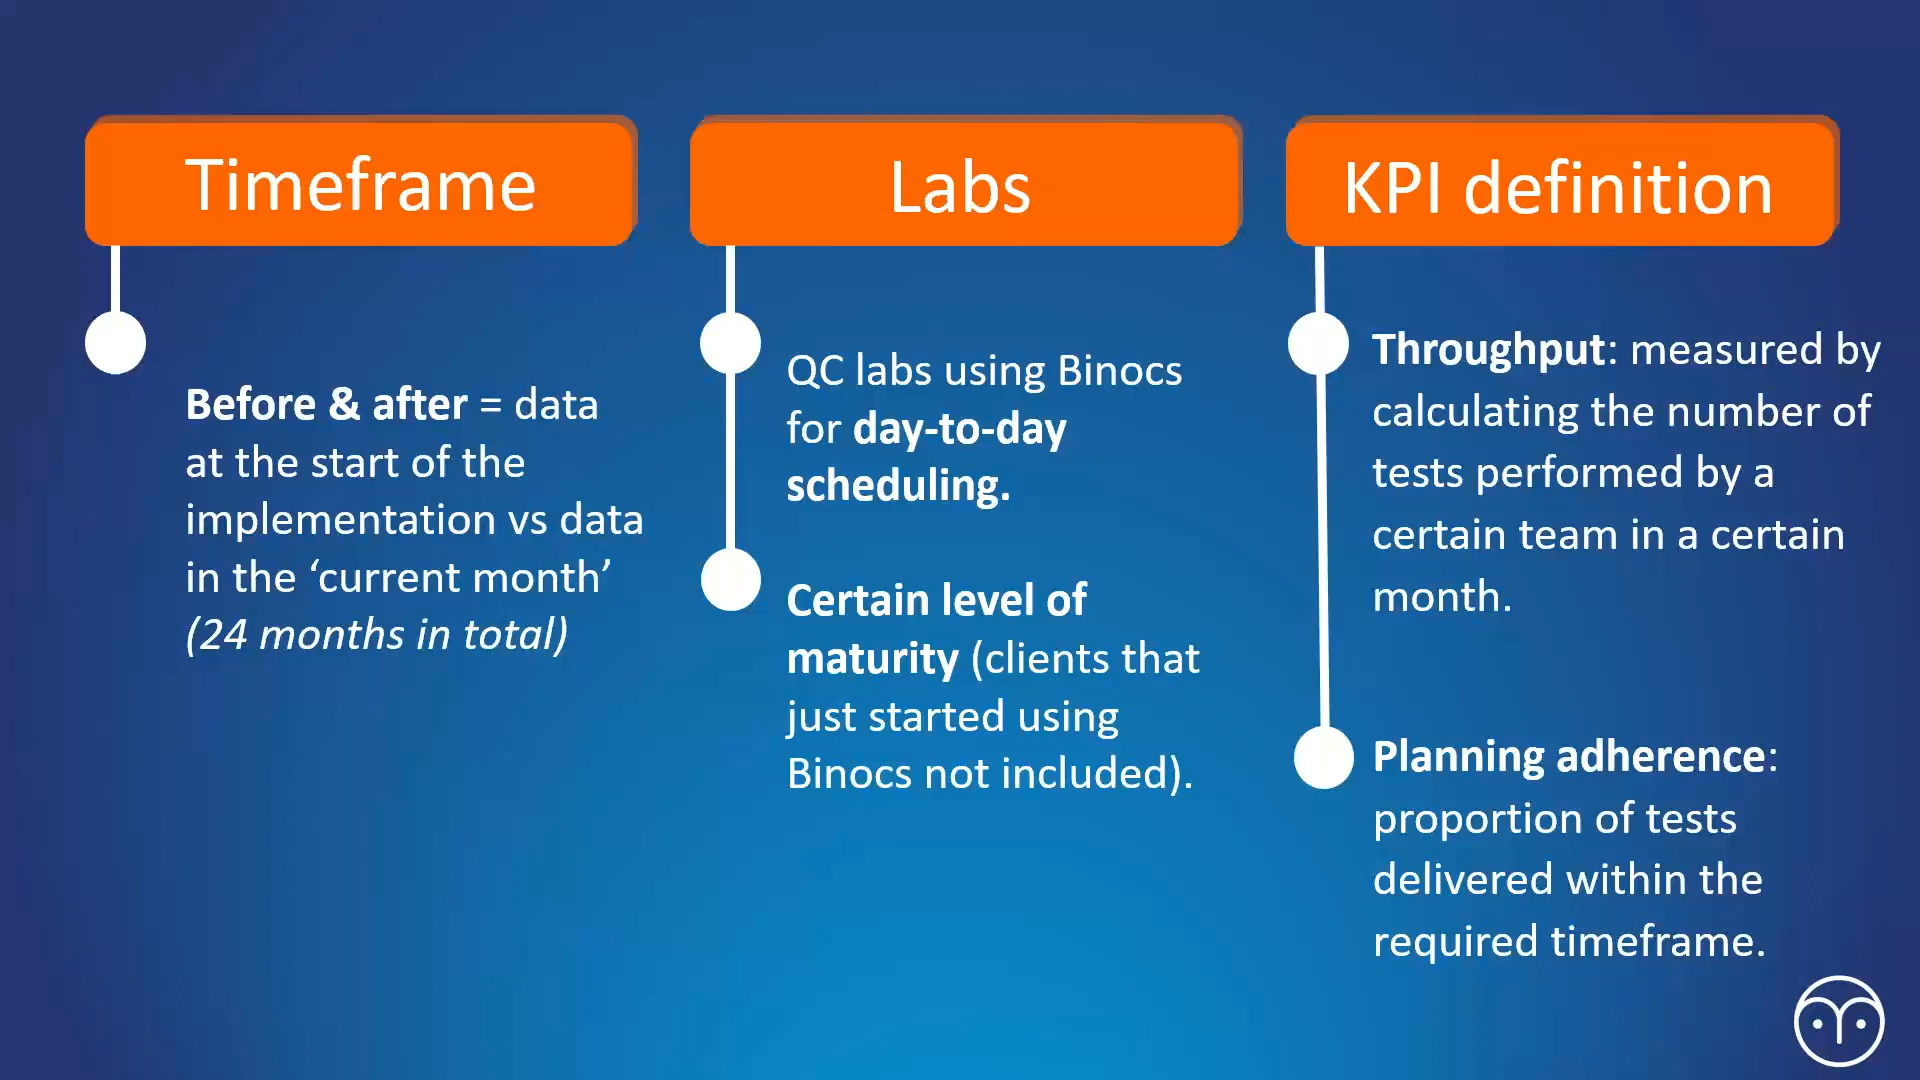 Timeframe
Before & after = data
at the start of the
implementation vs data
in the ‘current month’
(24 months in total)
Labs
QC labs using Binocs
for day-to-day
scheduling.
Certain level of
maturity (clients that
just started using
Binocs not included).
KPI definition
Throughput: measured by
calculating the number of
tests performed by a
certain team in a certain
month.
Planning adherence:
proportion of tests
delivered within the
required timeframe.